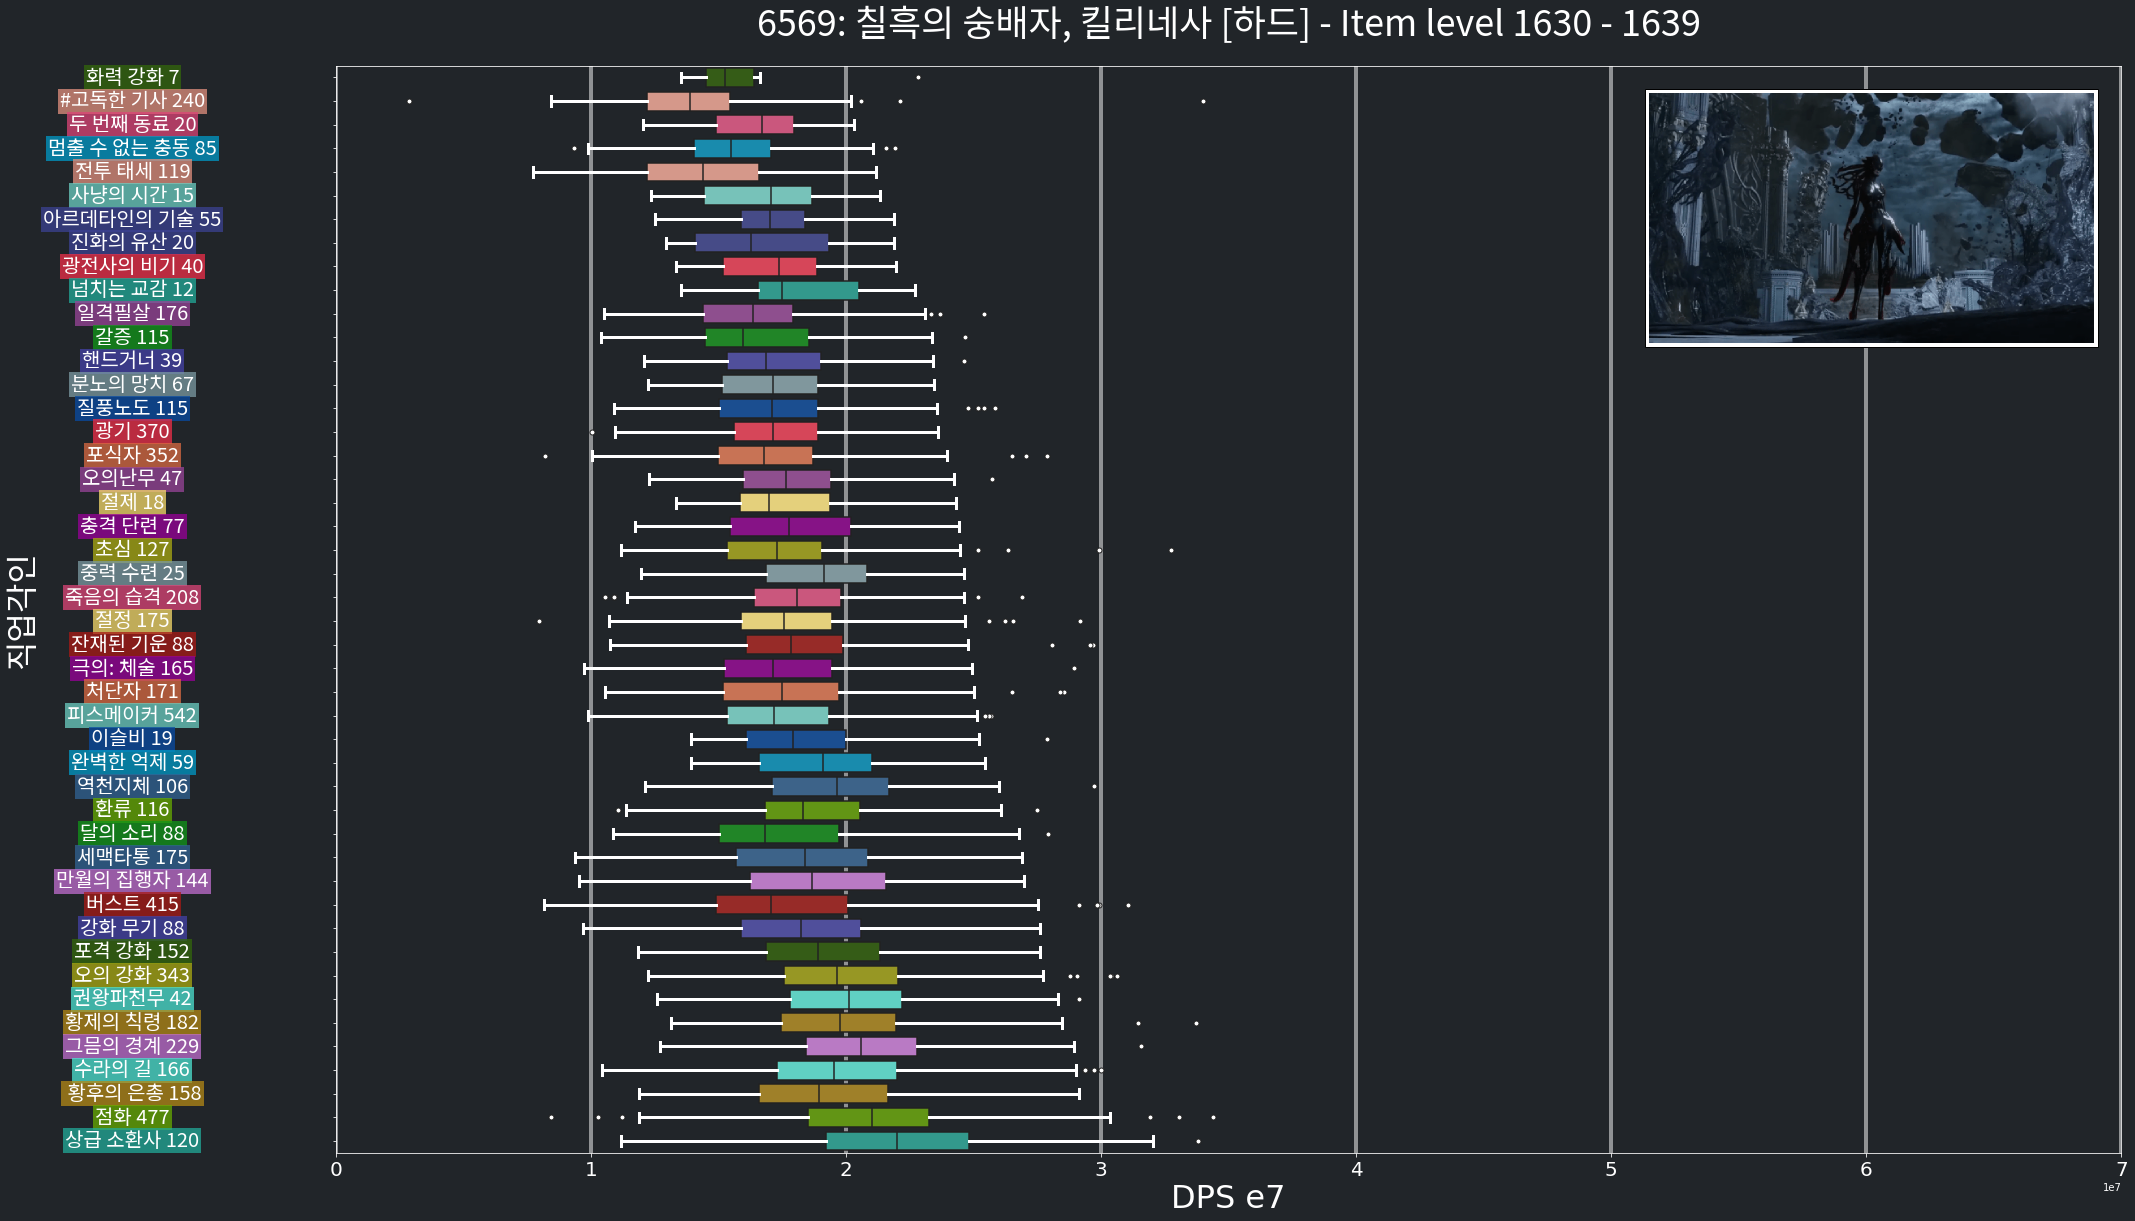 6569: 칠흑의 숭배자, 킬리네사 [하드] - Item level 1630 - 1639
직업각인
화력 강화 7
#고독한 기사 240
두 번째 동료 20
멈출 수 없는 충동 85
전투 태세 119
사냥의 시간 15
아르데타인의 기술 55
진화의 유산 20
광전사의 비기 40
넘치는 교감 12
일격필살 176
갈증 115
핸드거너 39
분노의 망치 67
질풍노도 115
광기 370
포식자 352
오의난무 47
절제 18
충격 단련 77
초심 127
중력 수련 25
죽음의 습격 208
절정 175
잔재된 기운 88
극의: 체술 165
처단자 171
피스메이커 542
이슬비 19
완벽한 억제 59
역천지체 106
환류 116
달의 소리 88
세맥타통 175
만월의 집행자 144
버스트 415
강화 무기 88
포격 강화 152
오의 강화 343
권왕파천무 42
황제의 칙령 182
그믐의 경계 229
수라의 길 166
황후의 은총 158
점화 477
상급 소환사 120
0 1 2 3 4 5 6 7
1e7
DPS e7